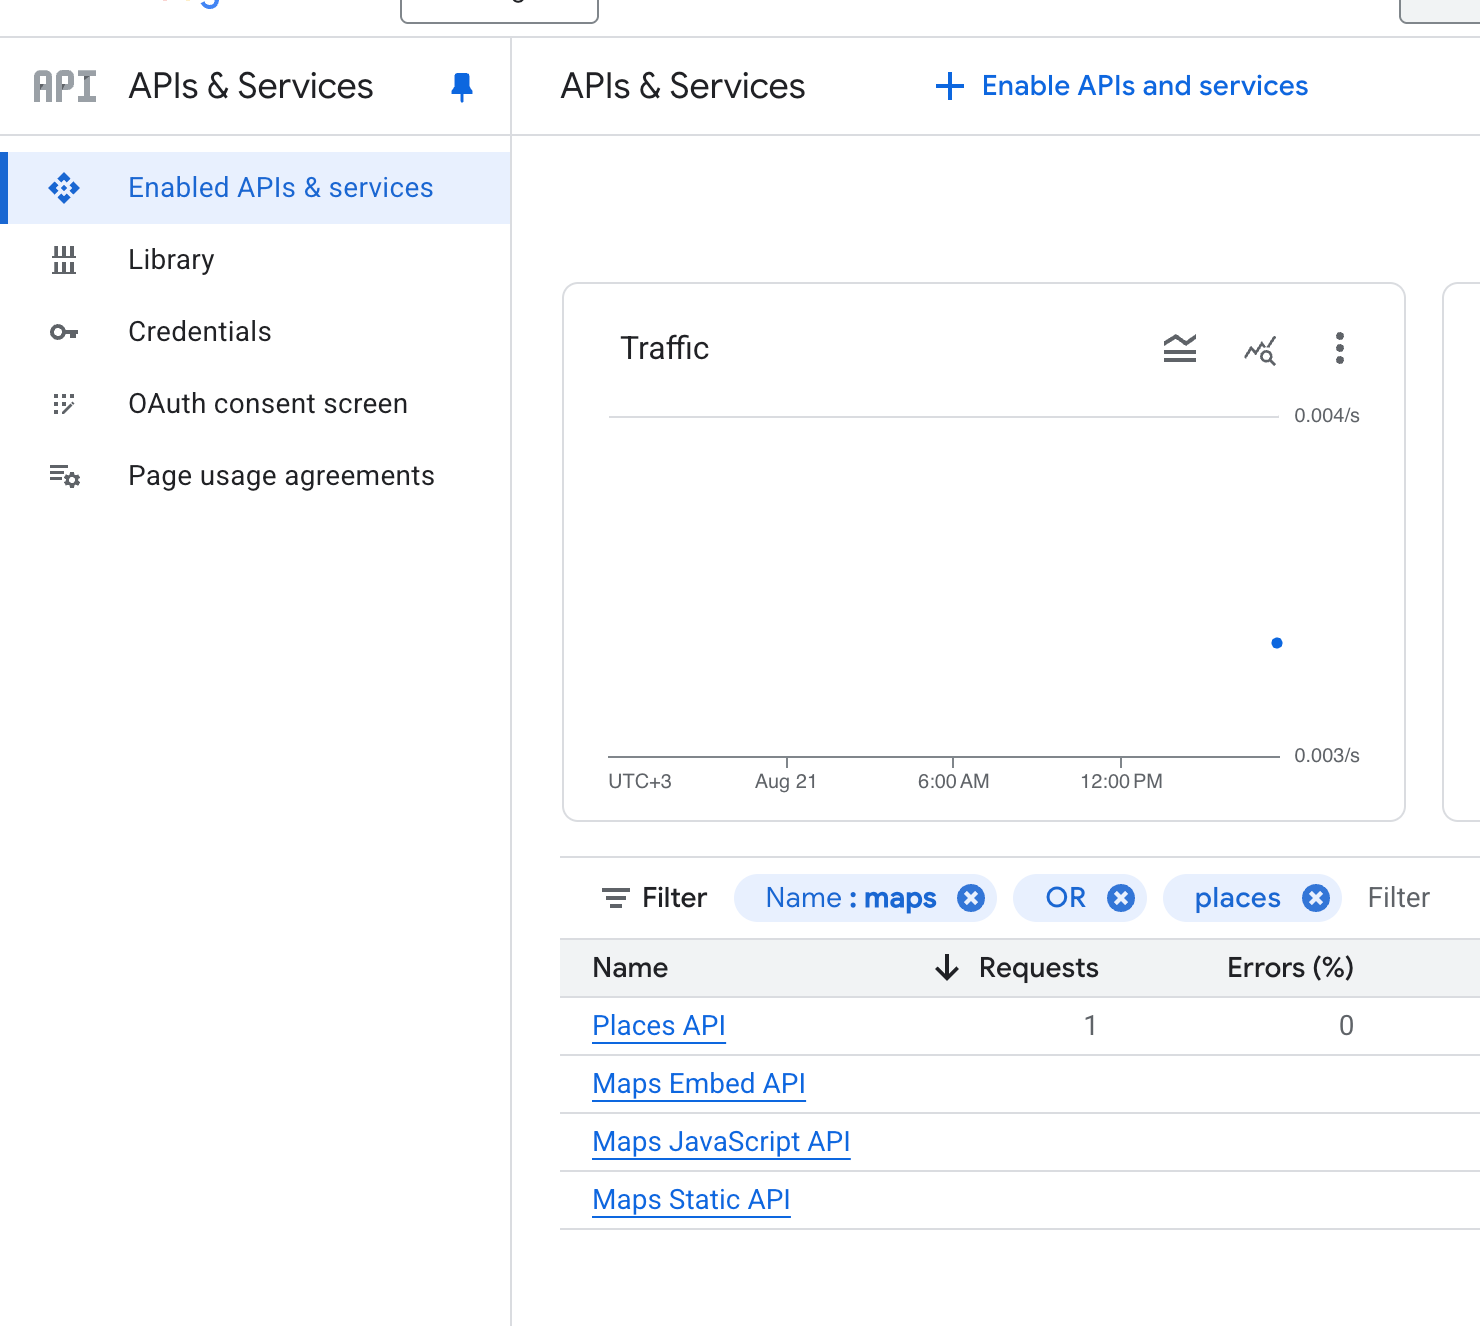 API APIs & Services
APIs & Services
Enable APIs and services
Enabled APIs & services
Library
Credentials
OAuth consent screen
Page usage agreements
Traffic
0.004/s
0.003/s
UTC+3 Aug 21 6:00 AM 12:00 PM
Filter Name : maps OR places Filter
Name Requests Errors (%)
Places API 1 0
Maps Embed API
Maps JavaScript API
Maps Static API